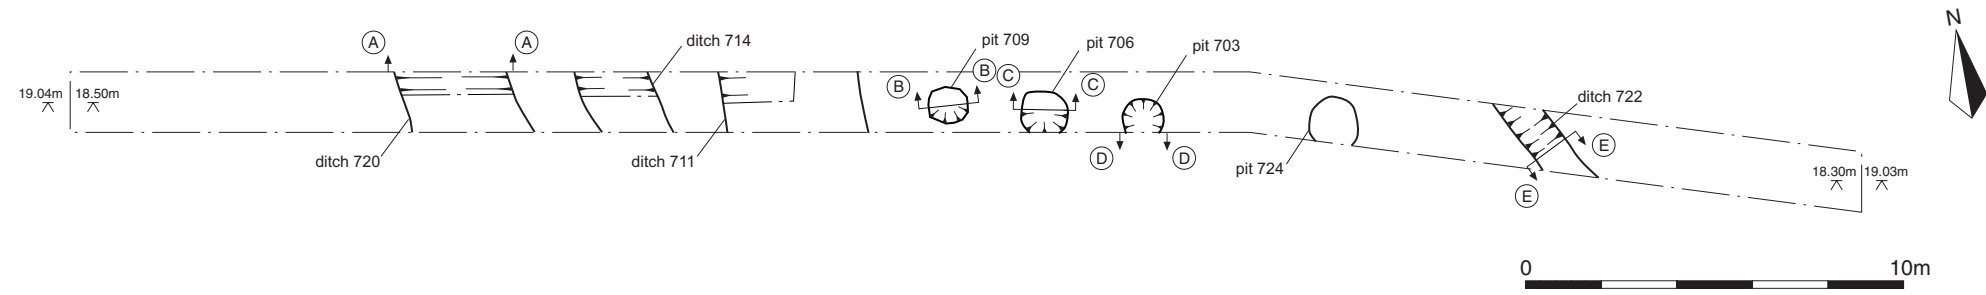 N
A
A
ditch 714
pit 709
pit 706
pit 703
B
B
C
C
19.04m
18.50m
ditch 722
ditch 720
ditch 711
D
D
pit 724
E
E
18.30m
19.03m
0
10m